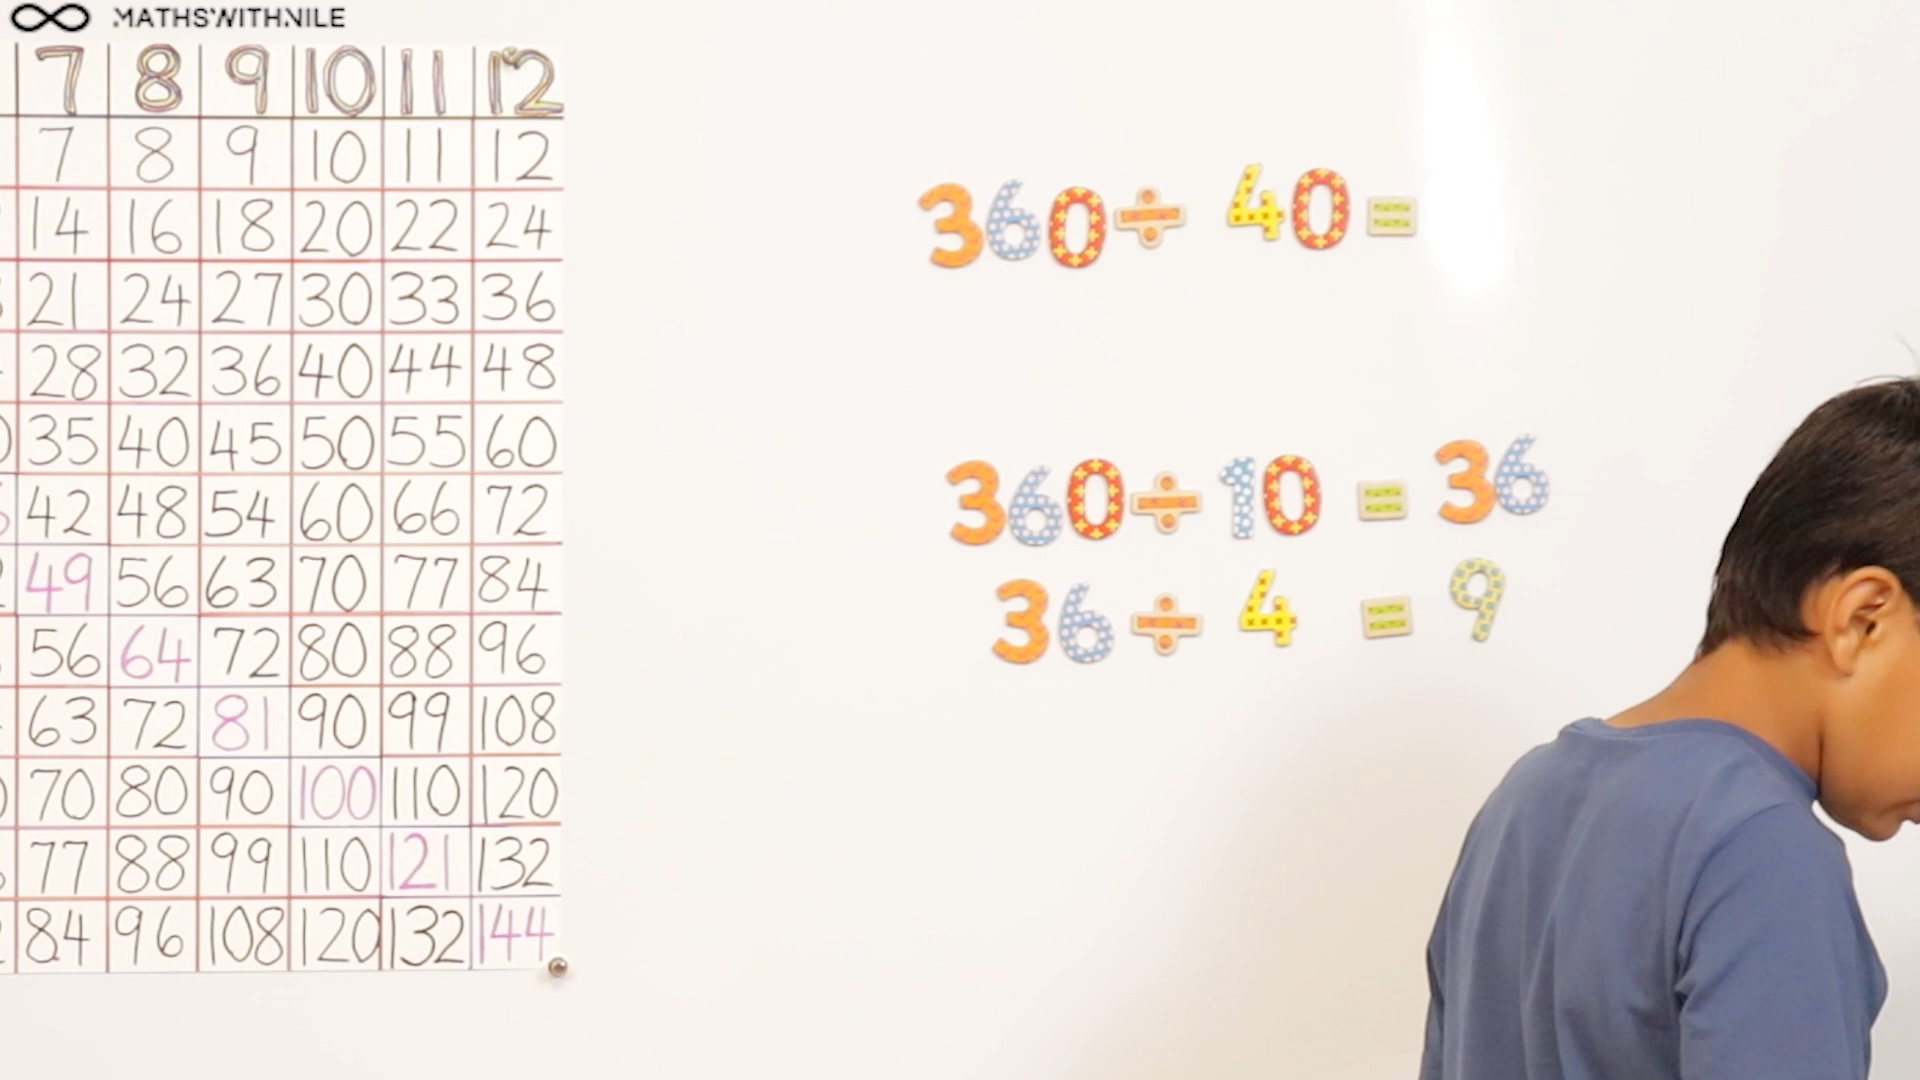 MATHSWITHNILE
7 8 9 10 11 12
7 8 9 10 11 12
14 16 18 20 22 24
21 24 27 30 33 36
28 32 36 40 44 48
35 40 45 50 55 60
42 48 54 60 66 72
49 56 63 70 77 84
56 64 72 80 88 96
63 72 81 90 99 108
70 80 90 100 110 120
77 88 99 110 121 132
84 96 108 120 132 144
360 ÷ 40 =
360 ÷ 10 = 36
36 ÷ 4 = 9